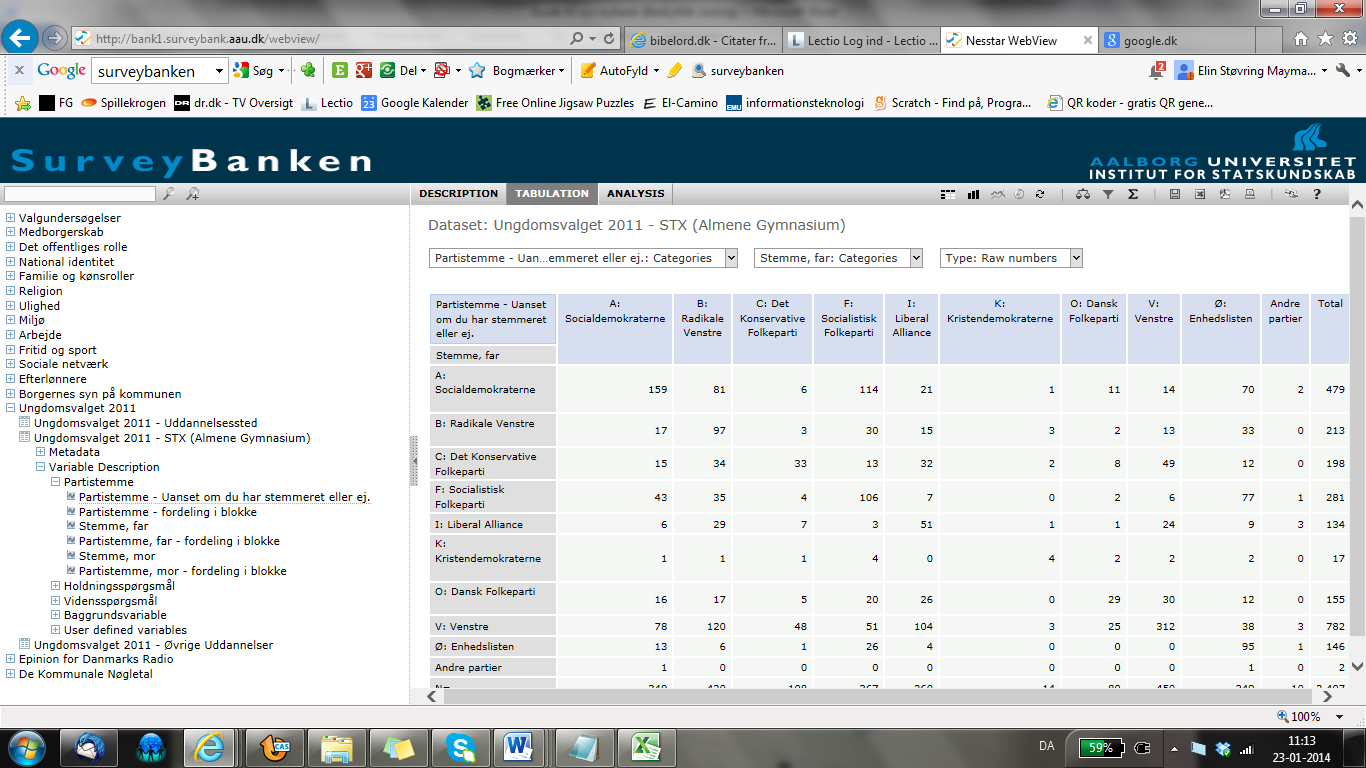 http://bank1.surveybank.aau.dk/webview/
bibelord.dk - Citater fr...
Lectio Log ind - Lectio ...
Nesstar WebView
google.dk
Google surveybanken Søg Del Bogmærker AutoFyld surveybanken 2 Elin Støvring Mayma...
FG Spillekrogen dr.dk - TV Oversigt Lectio 23 Google Kalender Free Online Jigsaw Puzzles El-Camino EMU informationsteknologi Scratch - Find på, Progra... QR koder - gratis QR gene...
SurveyBanken
AALBORG UNIVERSITET
INSTITUT FOR STATSKUNDSKAB
DESCRIPTION TABULATION ANALYSIS
Valgundersøgelser
Medborgerskab
Det offentliges rolle
National identitet
Familie og kønsroller
Religion
Ulighed
Miljø
Arbejde
Fritid og sport
Sociale netværk
Efterlønnere
Borgernes syn på kommunen
Ungdomsvalget 2011
Ungdomsvalget 2011 - Uddannelsessted
Ungdomsvalget 2011 - STX (Almene Gymnasium)
Metadata
Variable Description
Partistemme
Partistemme - Uanset om du har stemmeret eller ej.
Partistemme - fordeling i blokke
Stemme, far
Partistemme, far - fordeling i blokke
Stemme, mor
Partistemme, mor - fordeling i blokke
Holdningsspørgsmål
Vidensspørgsmål
Baggrundsvariable
User defined variables
Ungdomsvalget 2011 - Øvrige Uddannelser
Epinion for Danmarks Radio
De Kommunale Nøgletal
Dataset: Ungdomsvalget 2011 - STX (Almene Gymnasium)
Partistemme - Uan...emmeret eller ej.: Categories
Stemme, far: Categories
Type: Raw numbers
Partistemme - Uanset
om du har stemmeret
eller ej.
A:
Socialdemokraterne
B:
Radikale
Venstre
C: Det
Konservative
Folkeparti
F:
Socialistisk
Folkeparti
I:
Liberal
Alliance
K:
Kristendemokraterne
O: Dansk
Folkeparti
V:
Venstre
Ø:
Enhedslisten
Andre
partier
Total
Stemme, far
A:
Socialdemokraterne 159 81 6 114 21 1 11 14 70 2 479
B: Radikale Venstre 17 97 3 30 15 3 2 13 33 0 213
C: Det Konservative
Folkeparti 15 34 33 13 32 2 8 49 12 0 198
F: Socialistisk
Folkeparti 43 35 4 106 7 0 2 6 77 1 281
I: Liberal Alliance 6 29 7 3 51 1 1 24 9 3 134
K:
Kristendemokraterne 1 1 1 4 0 4 2 2 2 0 17
O: Dansk Folkeparti 16 17 5 20 26 0 29 30 12 0 155
V: Venstre 78 120 48 51 104 3 25 312 38 3 782
Ø: Enhedslisten 13 6 1 26 4 0 0 0 95 1 146
Andre partier 1 0 0 0 0 0 0 0 1 0 2
100%
DA 59% 11:13
23-01-2014